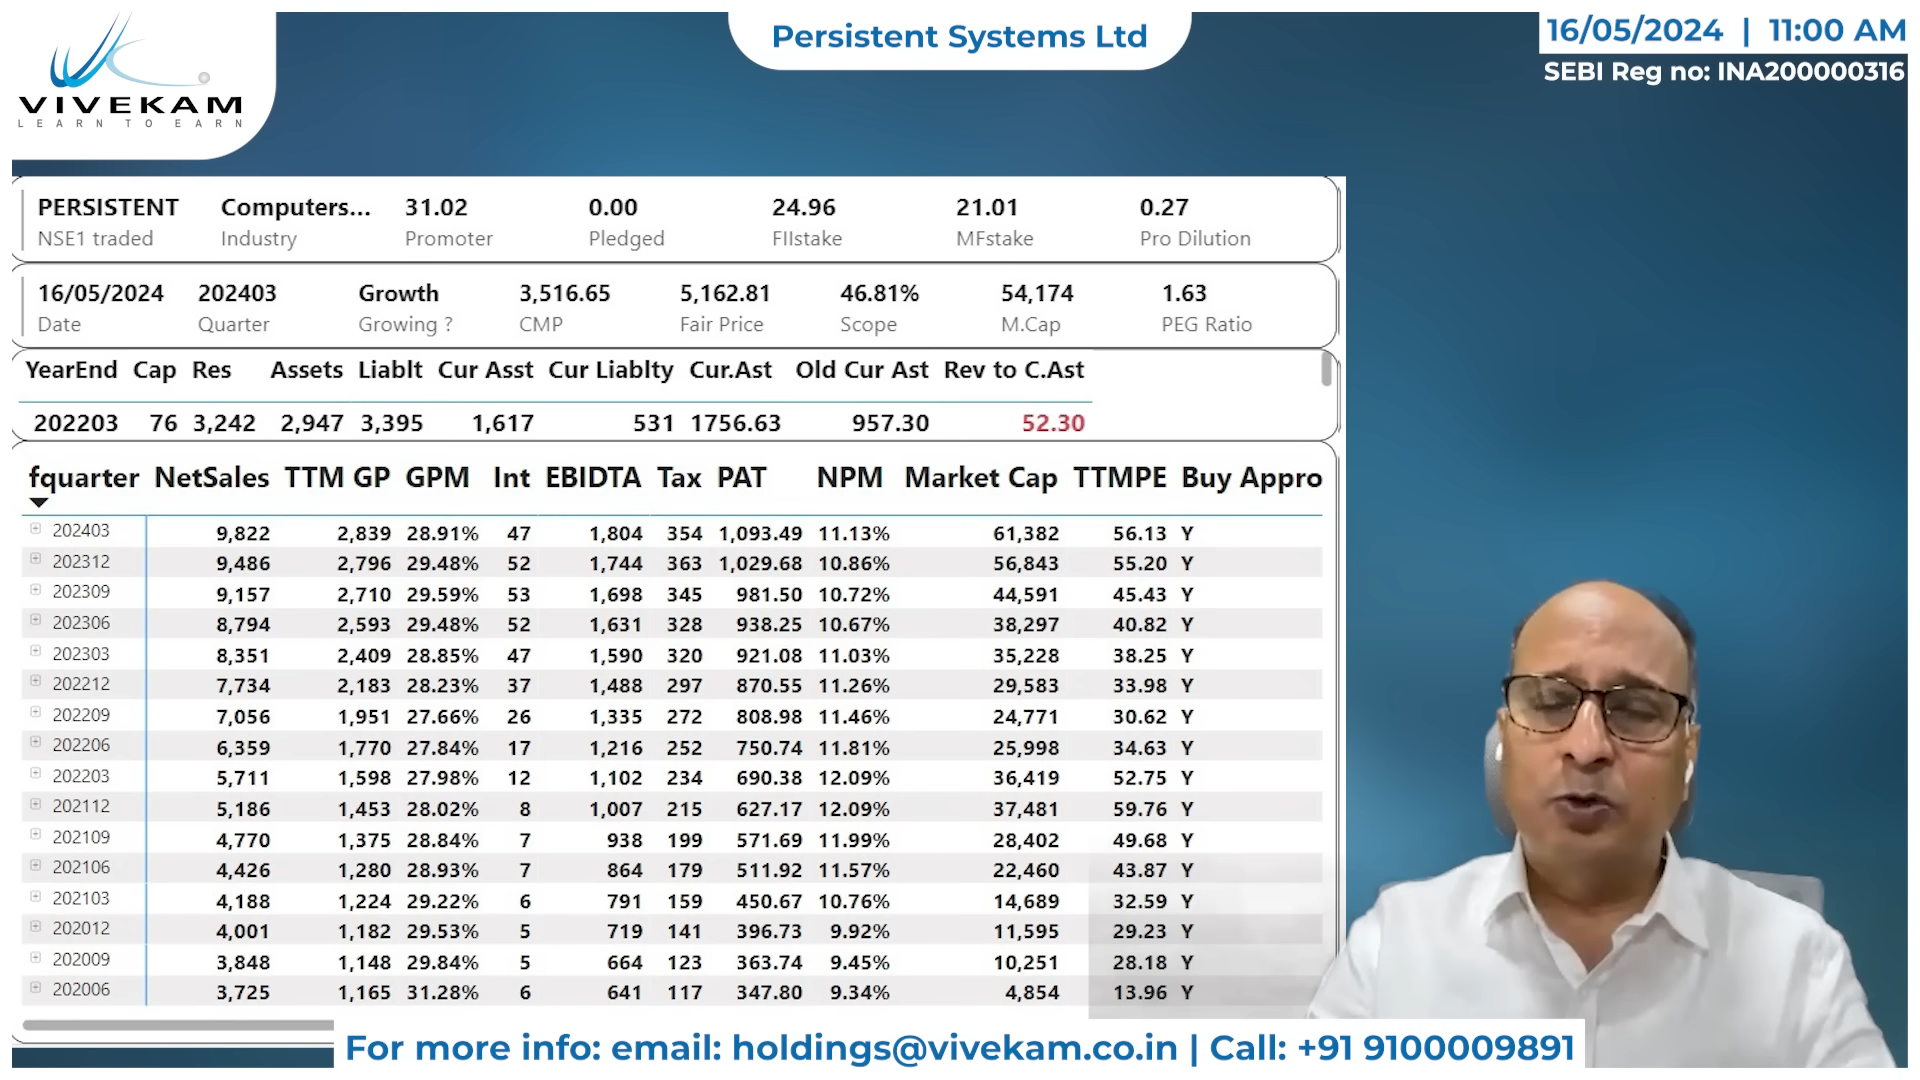 VIVEKAM
LEARN TO EARN
Persistent Systems Ltd
16/05/2024 | 11:00 AM
SEBI Reg no: INA200000316
PERSISTENT Computers... 31.02 0.00 24.96 21.01 0.27
NSE1 traded Industry Promoter Pledged FIIstake MFstake Pro Dilution
16/05/2024 202403 Growth 3,516.65 5,162.81 46.81% 54,174 1.63
Date Quarter Growing ? CMP Fair Price Scope M.Cap PEG Ratio
YearEnd Cap Res Assets Liablt Cur Asst Cur Liablty Cur.Ast Old Cur Ast Rev to C.Ast
202203 76 3,242 2,947 3,395 1,617 531 1756.63 957.30 52.30
fquarter NetSales TTM GP GPM Int EBIDTA Tax PAT NPM Market Cap TTMPE Buy Appro
202403 9,822 2,839 28.91% 47 1,804 354 1,093.49 11.13% 61,382 56.13 Y
202312 9,486 2,796 29.48% 52 1,744 363 1,029.68 10.86% 56,843 55.20 Y
202309 9,157 2,710 29.59% 53 1,698 345 981.50 10.72% 44,591 45.43 Y
202306 8,794 2,593 29.48% 52 1,631 328 938.25 10.67% 38,297 40.82 Y
202303 8,351 2,409 28.85% 47 1,590 320 921.08 11.03% 35,228 38.25 Y
202212 7,734 2,183 28.23% 37 1,488 297 870.55 11.26% 29,583 33.98 Y
202209 7,056 1,951 27.66% 26 1,335 272 808.98 11.46% 24,771 30.62 Y
202206 6,359 1,770 27.84% 17 1,216 252 750.74 11.81% 25,998 34.63 Y
202203 5,711 1,598 27.98% 12 1,102 234 690.38 12.09% 36,419 52.75 Y
202112 5,186 1,453 28.02% 8 1,007 215 627.17 12.09% 37,481 59.76 Y
202109 4,770 1,375 28.84% 7 938 199 571.69 11.99% 28,402 49.68 Y
202106 4,426 1,280 28.93% 7 864 179 511.92 11.57% 22,460 43.87 Y
202103 4,188 1,224 29.22% 6 791 159 450.67 10.76% 14,689 32.59 Y
202012 4,001 1,182 29.53% 5 719 141 396.73 9.92% 11,595 29.23 Y
202009 3,848 1,148 29.84% 5 664 123 363.74 9.45% 10,251 28.18 Y
202006 3,725 1,165 31.28% 6 641 117 347.80 9.34% 4,854 13.96 Y
For more info: email: holdings@vivekam.co.in | Call: +91 9100009891